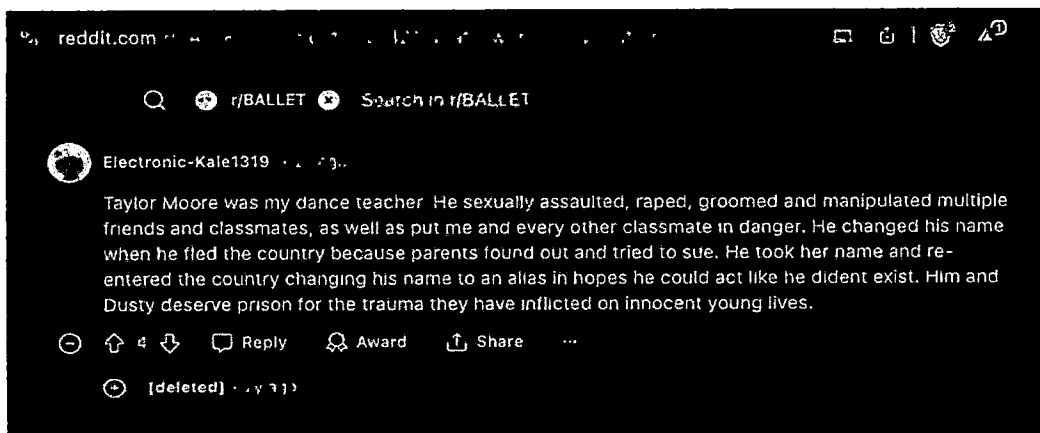 reddit.com
r/BALLET Search in r/BALLET
Electronic-Kale1319
Taylor Moore was my dance teacher He sexually assaulted, raped, groomed and manipulated multiple
friends and classmates, as well as put me and every other classmate in danger. He changed his name
when he fled the country because parents found out and tried to sue. He took her name and re-
entered the country changing his name to an alias in hopes he could act like he dident exist. Him and
Dusty deserve prison for the trauma they have inflicted on innocent young lives.
4 Reply Award Share ...
[deleted]